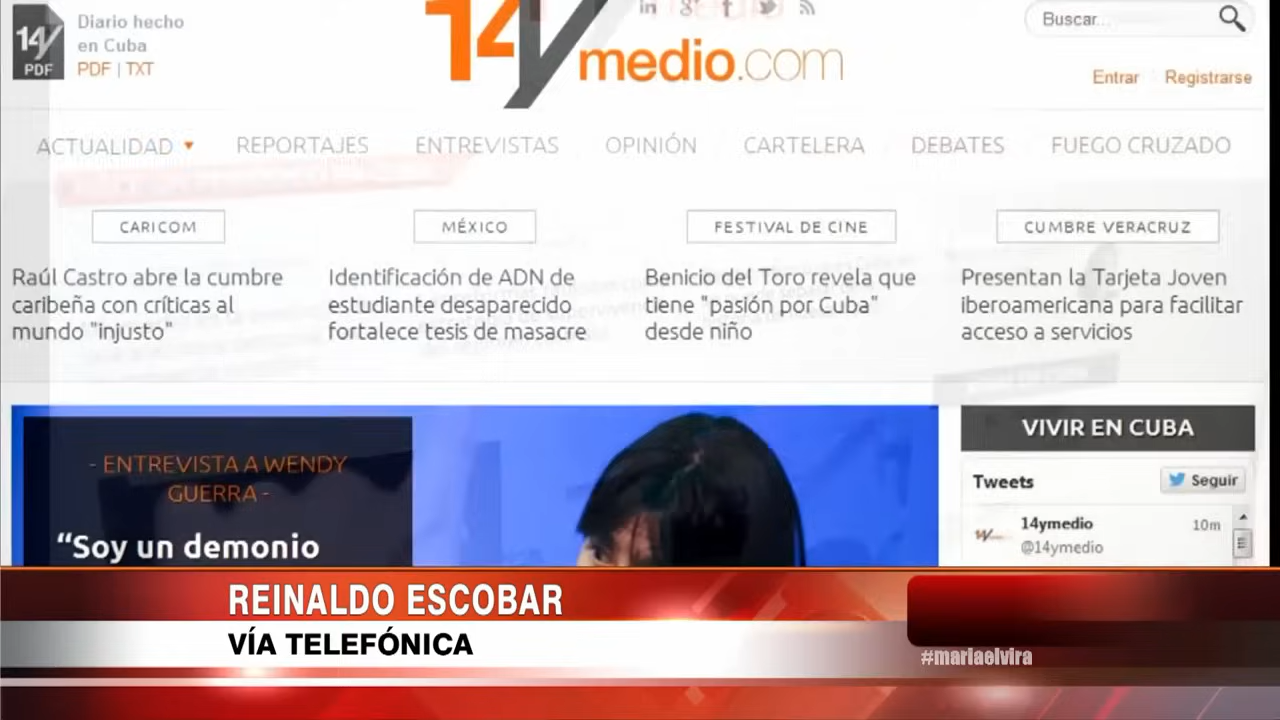 14y
PDF
Diario hecho
en Cuba
PDF | TXT
14ymedio.com
Buscar...
Entrar
Registrarse
ACTUALIDAD
REPORTAJES
ENTREVISTAS
OPINIÓN
CARTELERA
DEBATES
FUEGO CRUZADO
CARICOM
Raúl Castro abre la cumbre
caribeña con críticas al
mundo "injusto"
MÉXICO
Identificación de ADN de
estudiante desaparecido
fortalece tesis de masacre
FESTIVAL DE CINE
Benicio del Toro revela que
tiene "pasión por Cuba"
desde niño
CUMBRE VERACRUZ
Presentan la Tarjeta Joven
iberoamericana para facilitar
acceso a servicios
- ENTREVISTA A WENDY
GUERRA -
“Soy un demonio
VIVIR EN CUBA
Tweets
Seguir
14ymedio
10m
@14ymedio
REINALDO ESCOBAR
VÍA TELEFÓNICA
#mariaelvira